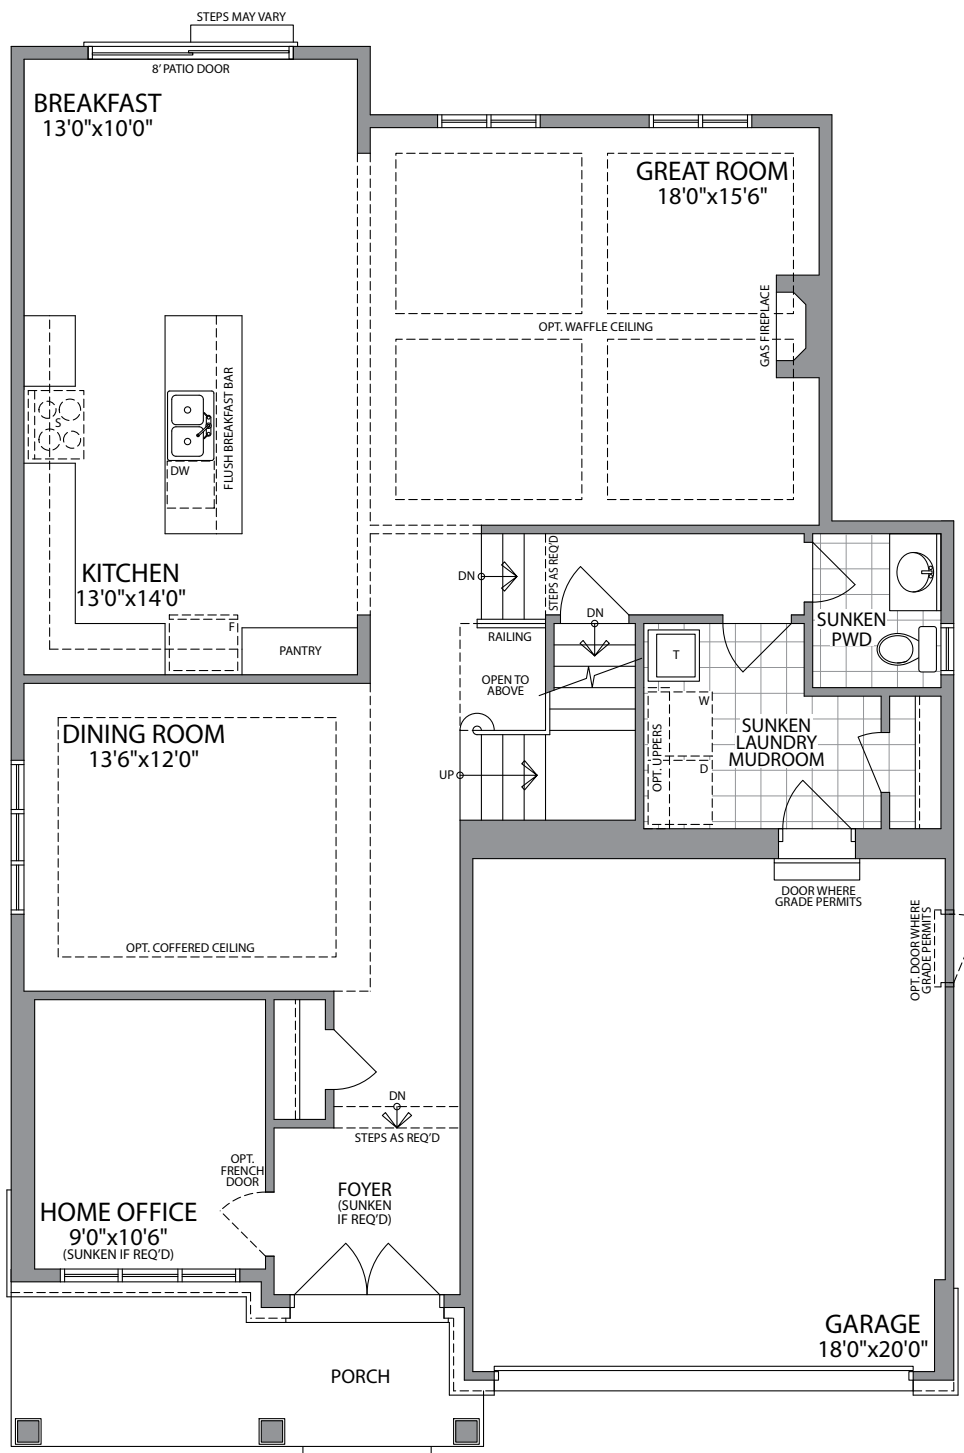 STEPS MAY VARY
8' PATIO DOOR
BREAKFAST
13'0"x10'0"
GREAT ROOM
18'0"x15'6"
GAS FIREPLACE
OPT. WAFFLE CEILING
FLUSH BREAKFAST BAR
S
DW
KITCHEN
13'0"x14'0"
F
PANTRY
DN
STEPS AS REQ'D
DN
RAILING
OPEN TO
ABOVE
T
SUNKEN
PWD
W
D
OPT. UPPERS
SUNKEN
LAUNDRY
MUDROOM
UP
DINING ROOM
13'6"x12'0"
OPT. COFFERED CEILING
DOOR WHERE
GRADE PERMITS
OPT. DOOR WHERE
GRADE PERMITS
DN
STEPS AS REQ'D
OPT.
FRENCH
DOOR
FOYER
(SUNKEN
IF REQ'D)
HOME OFFICE
9'0"x10'6"
(SUNKEN IF REQ'D)
GARAGE
18'0"x20'0"
PORCH